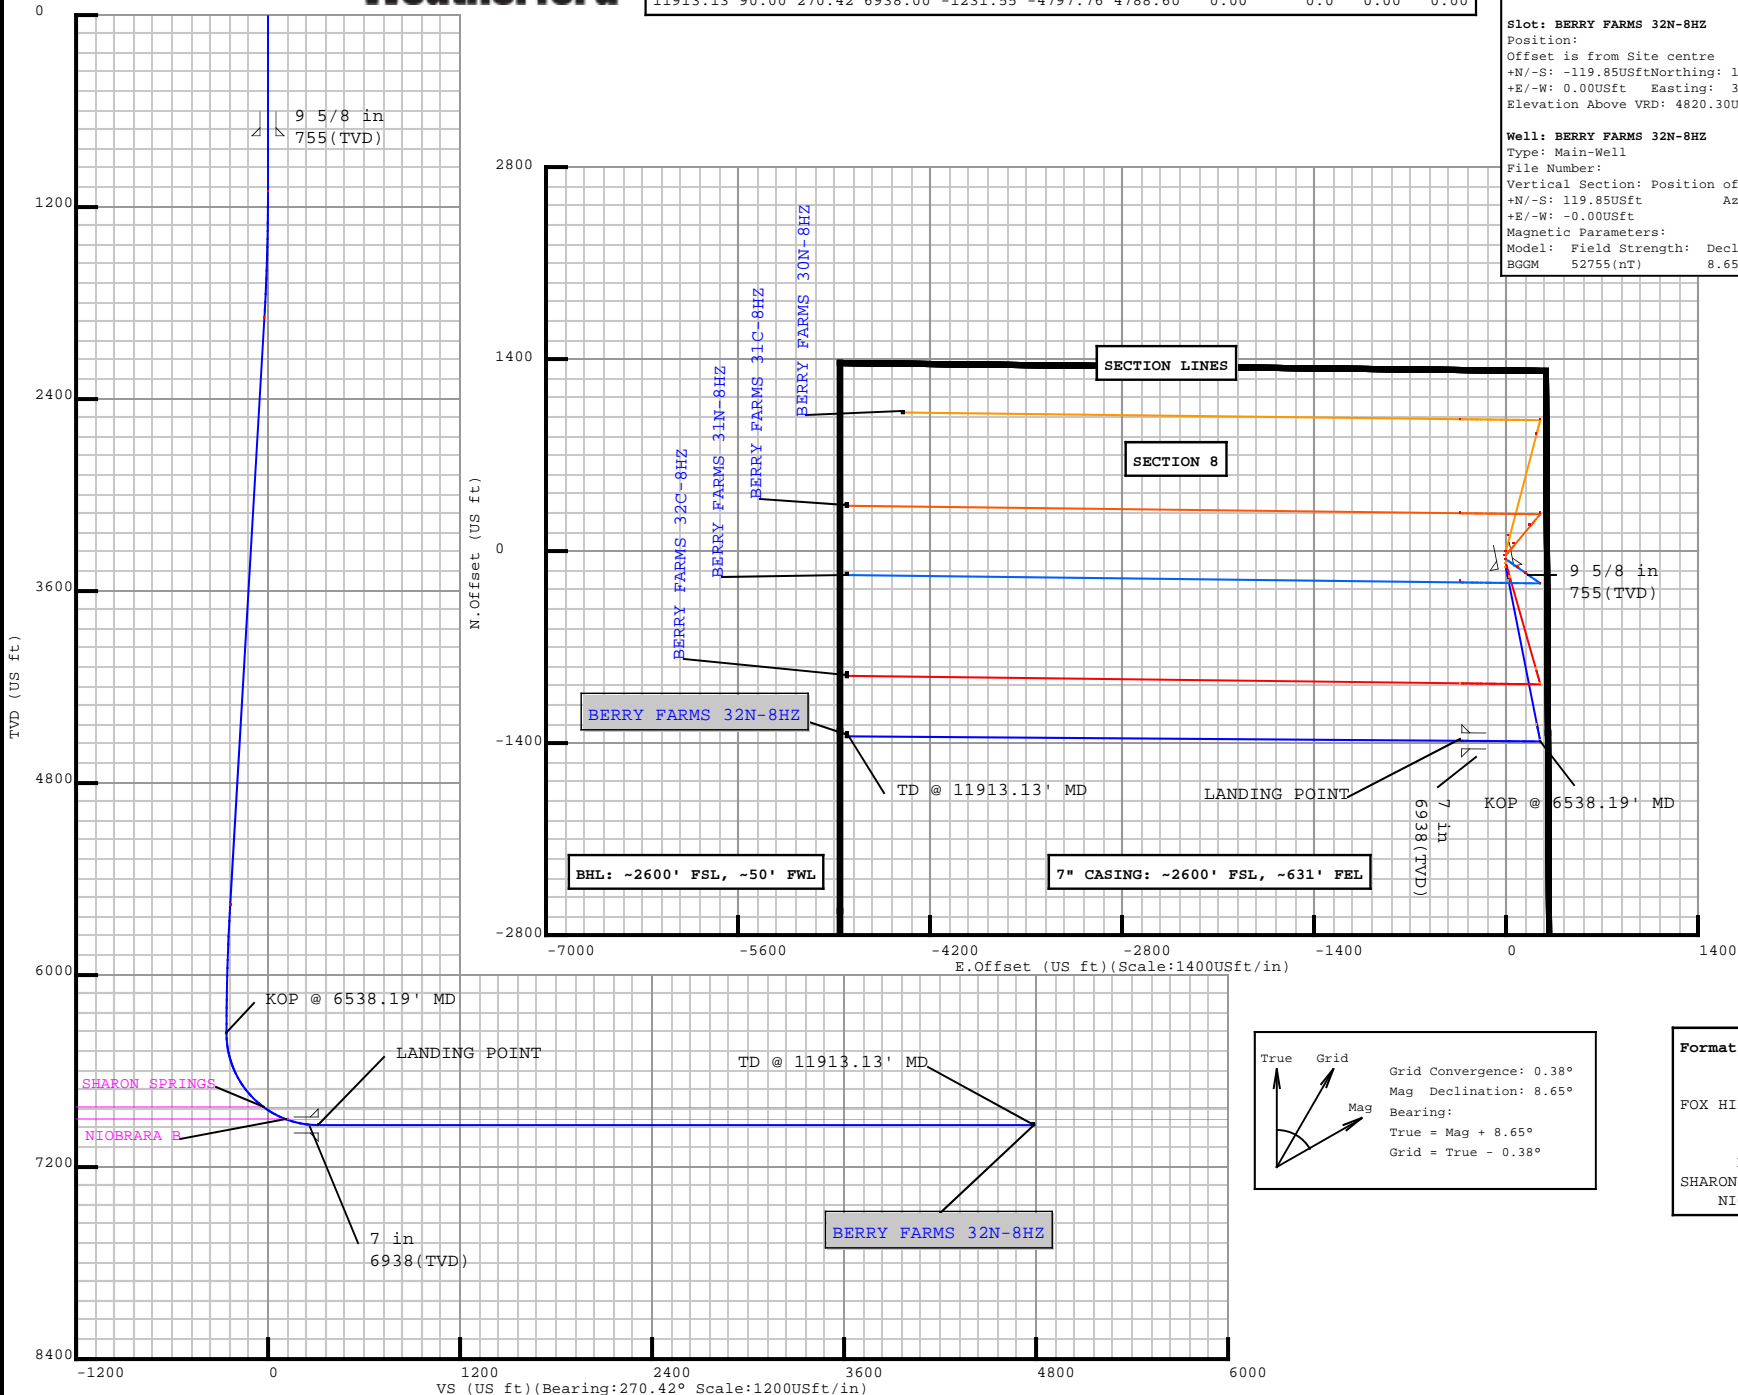 Weatherford
11913.13 90.00 270.42 6938.00 -1231.55 -4797.76 4788.60 0.00 0.0 0.00 0.00
Slot: BERRY FARMS 32N-8HZ
Position:
Offset is from Site centre
+N/-S: -119.85USftNorthing: 1
+E/-W: 0.00USft Easting: 3
Elevation Above VRD: 4820.30U
Well: BERRY FARMS 32N-8HZ
Type: Main-Well
File Number:
Vertical Section: Position of
+N/-S: 119.85USft Az
+E/-W: -0.00USft
Magnetic Parameters:
Model: Field Strength: Decl
BGGM 52755(nT) 8.65
0
1200
2400
3600
4800
6000
7200
8400
TVD (US ft)
9 5/8 in
755(TVD)
KOP @ 6538.19' MD
LANDING POINT
TD @ 11913.13' MD
SHARON SPRINGS
NIOBRARA B
7 in
6938(TVD)
BERRY FARMS 32N-8HZ
-1200
0
1200
2400
3600
4800
6000
VS (US ft)(Bearing:270.42° Scale:1200USft/in)
2800
1400
0
-1400
-2800
N.Offset (US ft)
BERRY FARMS 32C-8HZ
BERRY FARMS 31N-8HZ
BERRY FARMS 31C-8HZ
BERRY FARMS 30N-8HZ
SECTION LINES
SECTION 8
9 5/8 in
755(TVD)
BERRY FARMS 32N-8HZ
TD @ 11913.13' MD
LANDING POINT
7 in
6938(TVD)
KOP @ 6538.19' MD
BHL: ~2600' FSL, ~50' FWL
7" CASING: ~2600' FSL, ~631' FEL
-7000
-5600
-4200
-2800
-1400
0
1400
E.Offset (US ft)(Scale:1400USft/in)
True Grid
Mag
Grid Convergence: 0.38°
Mag Declination: 8.65°
Bearing:
True = Mag + 8.65°
Grid = True - 0.38°
Format
FOX HI
SHARON
NI